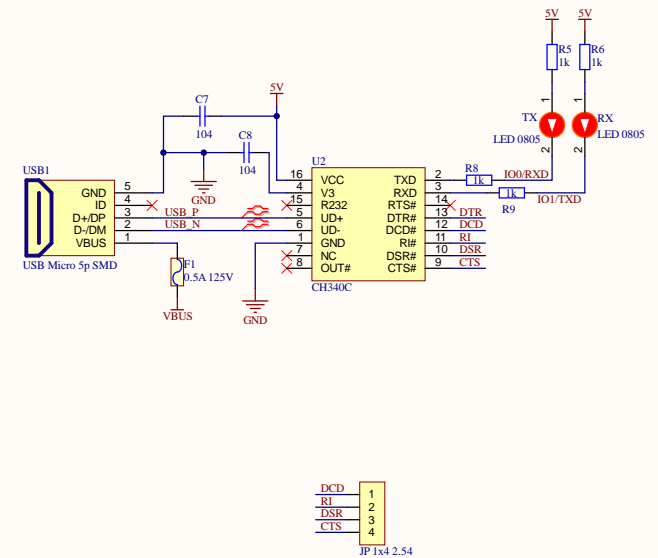 5V 5V
R5 R6
1k 1k
1 1
TX RX
LED 0805 LED 0805
2 2
5V
C7
104
C8
104
GND
USB1
GND 5
ID 4
D+/DP 3 USB_P
D-/DM 2 USB_N
VBUS 1
USB Micro 5p SMD
F1
0.5A 125V
VBUS
GND
U2
16 VCC TXD 2
4 V3 RXD 3
15 R232 RTS# 14
5 UD+ DTR# 13 DTR
6 UD- DCD# 12 DCD
1 GND RI# 11 RI
7 NC DSR# 10 DSR
8 OUT# CTS# 9 CTS
CH340C
R8
1k
IO0/RXD
1k
R9
IO1/TXD
DCD 1
RI 2
DSR 3
CTS 4
JP 1x4 2.54